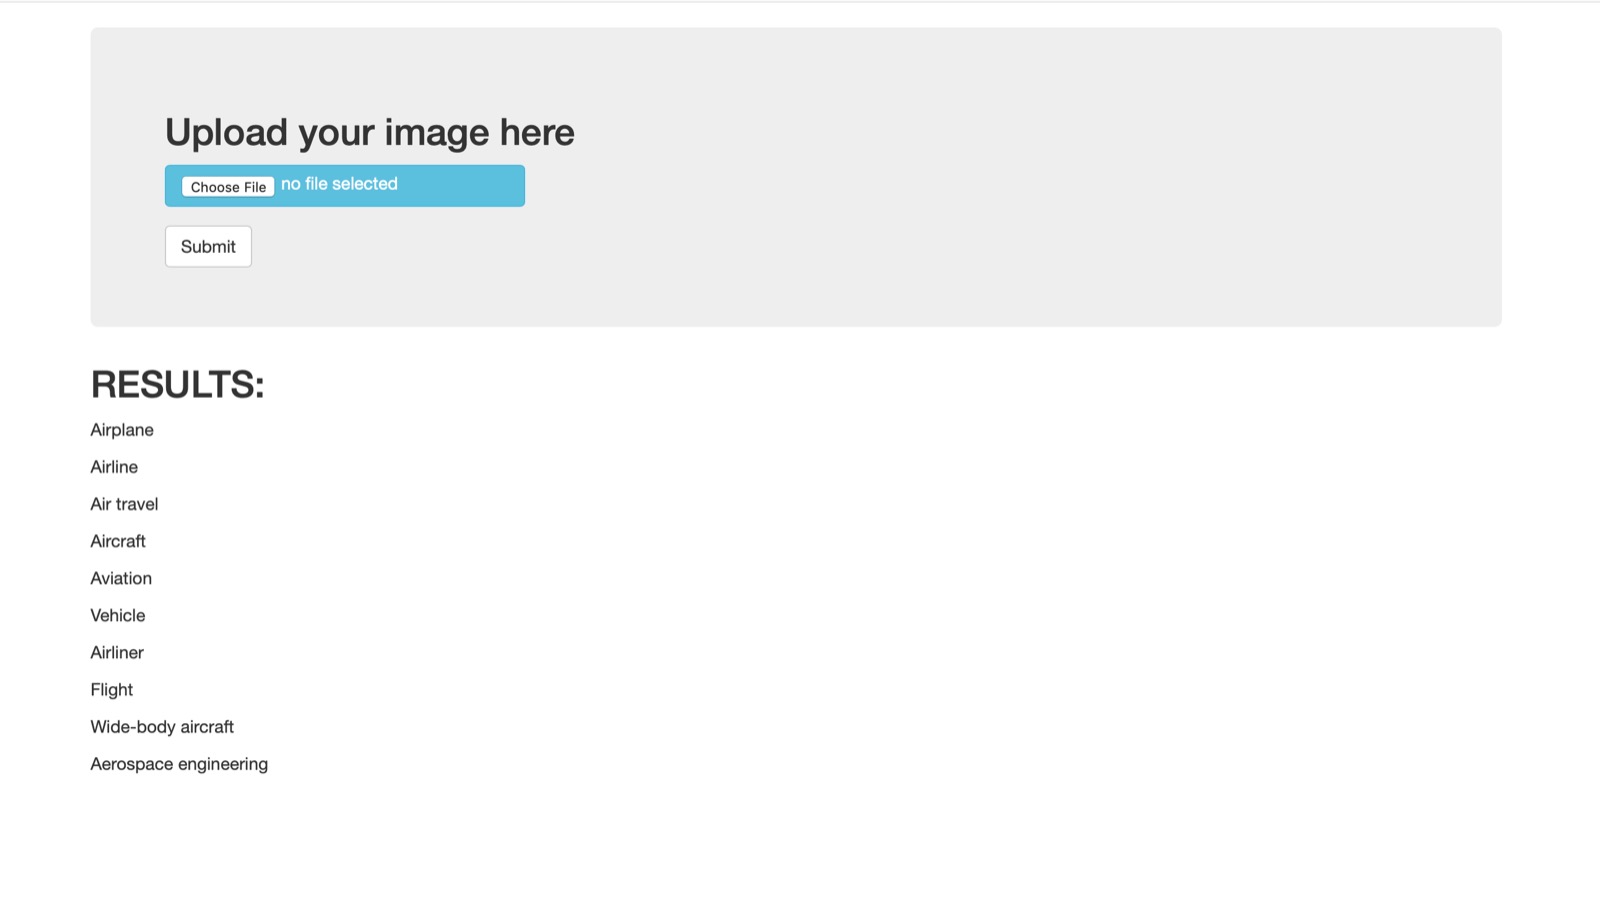 Upload your image here
Choose File no file selected
Submit
RESULTS:
Airplane
Airline
Air travel
Aircraft
Aviation
Vehicle
Airliner
Flight
Wide-body aircraft
Aerospace engineering